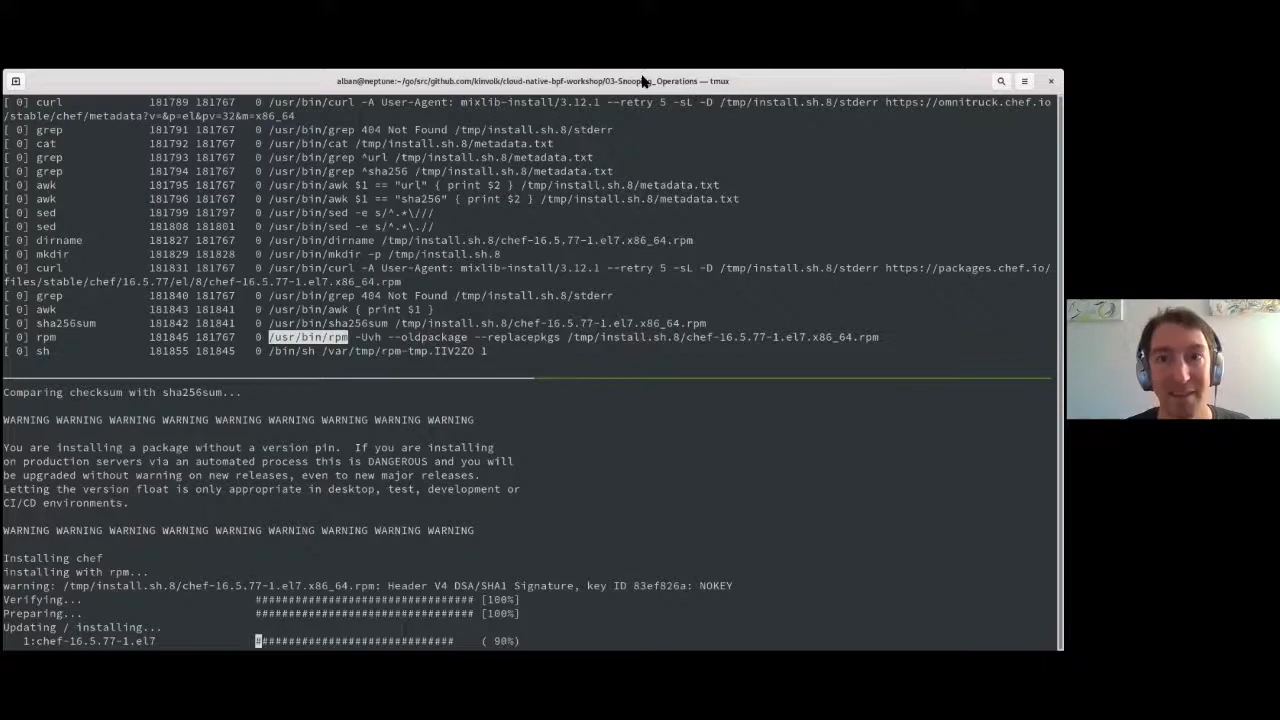 alban@neptune:~/go/src/github.com/kinvolk/cloud-native-bpf-workshop/03-Snooping_Operations — tmux
[ 0] curl 181789 181767 0 /usr/bin/curl -A User-Agent: mixlib-install/3.12.1 --retry 5 -sL -D /tmp/install.sh.8/stderr https://omnitruck.chef.io
/stable/chef/metadata?v=&p=el&pv=32&m=x86_64
[ 0] grep 181791 181767 0 /usr/bin/grep 404 Not Found /tmp/install.sh.8/stderr
[ 0] cat 181792 181767 0 /usr/bin/cat /tmp/install.sh.8/metadata.txt
[ 0] grep 181793 181767 0 /usr/bin/grep ^url /tmp/install.sh.8/metadata.txt
[ 0] grep 181794 181767 0 /usr/bin/grep ^sha256 /tmp/install.sh.8/metadata.txt
[ 0] awk 181795 181767 0 /usr/bin/awk $1 == "url" { print $2 } /tmp/install.sh.8/metadata.txt
[ 0] awk 181796 181767 0 /usr/bin/awk $1 == "sha256" { print $2 } /tmp/install.sh.8/metadata.txt
[ 0] sed 181799 181797 0 /usr/bin/sed -e s/^.*\///
[ 0] sed 181808 181801 0 /usr/bin/sed -e s/^.*\.//
[ 0] dirname 181827 181767 0 /usr/bin/dirname /tmp/install.sh.8/chef-16.5.77-1.el7.x86_64.rpm
[ 0] mkdir 181829 181828 0 /usr/bin/mkdir -p /tmp/install.sh.8
[ 0] curl 181831 181767 0 /usr/bin/curl -A User-Agent: mixlib-install/3.12.1 --retry 5 -sL -D /tmp/install.sh.8/stderr https://packages.chef.io/
files/stable/chef/16.5.77/el/8/chef-16.5.77-1.el7.x86_64.rpm
[ 0] grep 181840 181767 0 /usr/bin/grep 404 Not Found /tmp/install.sh.8/stderr
[ 0] awk 181843 181841 0 /usr/bin/awk { print $1 }
[ 0] sha256sum 181842 181841 0 /usr/bin/sha256sum /tmp/install.sh.8/chef-16.5.77-1.el7.x86_64.rpm
[ 0] rpm 181845 181767 0 /usr/bin/rpm -Uvh --oldpackage --replacepkgs /tmp/install.sh.8/chef-16.5.77-1.el7.x86_64.rpm
[ 0] sh 181855 181845 0 /bin/sh /var/tmp/rpm-tmp.IIV2ZO 1
Comparing checksum with sha256sum...
WARNING WARNING WARNING WARNING WARNING WARNING WARNING WARNING WARNING
You are installing a package without a version pin. If you are installing
on production servers via an automated process this is DANGEROUS and you will
be upgraded without warning on new releases, even to new major releases.
Letting the version float is only appropriate in desktop, test, development or
CI/CD environments.
WARNING WARNING WARNING WARNING WARNING WARNING WARNING WARNING WARNING
Installing chef
installing with rpm...
warning: /tmp/install.sh.8/chef-16.5.77-1.el7.x86_64.rpm: Header V4 DSA/SHA1 Signature, key ID 83ef826a: NOKEY
Verifying... ################################# [100%]
Preparing... ################################# [100%]
Updating / installing...
1:chef-16.5.77-1.el7 ############################## ( 90%)